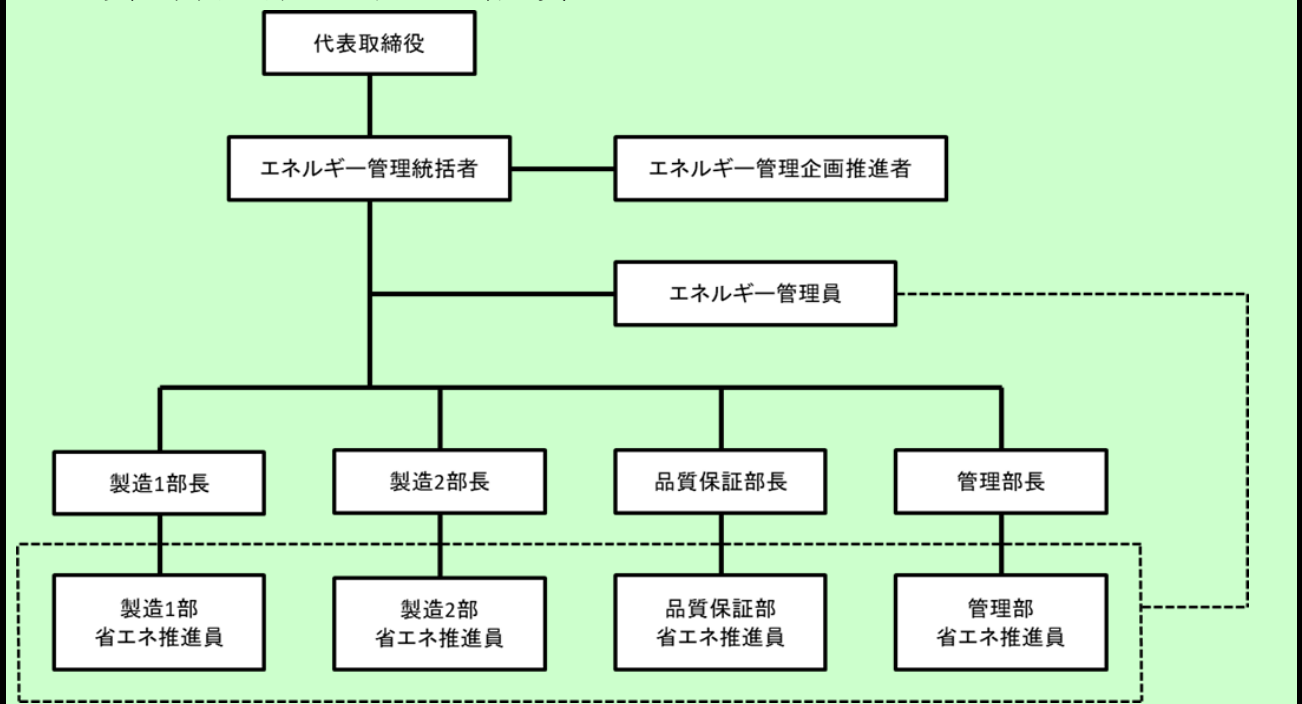 代表取締役
エネルギー管理統括者
エネルギー管理企画推進者
エネルギー管理員
製造1部長
製造2部長
品質保証部長
管理部長
製造1部
省エネ推進員
製造2部
省エネ推進員
品質保証部
省エネ推進員
管理部
省エネ推進員